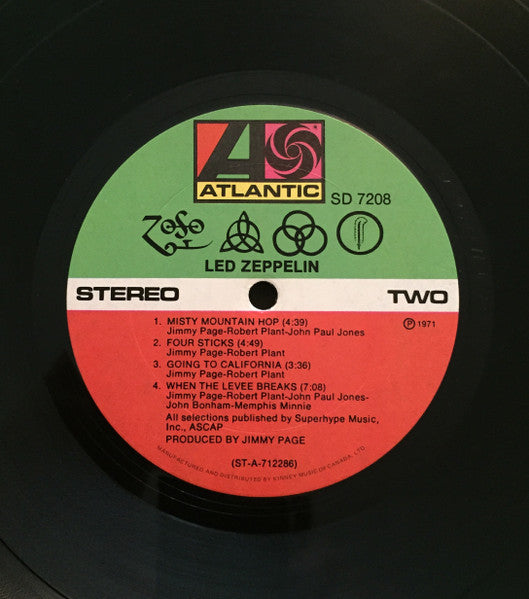 ATLANTIC
SD 7208
LED ZEPPELIN
STEREO TWO
1. MISTY MOUNTAIN HOP (4:39)
Jimmy Page-Robert Plant-John Paul Jones
℗ 1971
2. FOUR STICKS (4:49)
Jimmy Page-Robert Plant
3. GOING TO CALIFORNIA (3:36)
Jimmy Page-Robert Plant
4. WHEN THE LEVEE BREAKS (7:08)
Jimmy Page-Robert Plant-John Paul Jones-
John Bonham-Memphis Minnie
All selections published by Superhype Music,
Inc., ASCAP
PRODUCED BY JIMMY PAGE
(ST-A-712286)
MANUFACTURED AND DISTRIBUTED BY KINNEY MUSIC OF CANADA, LTD.